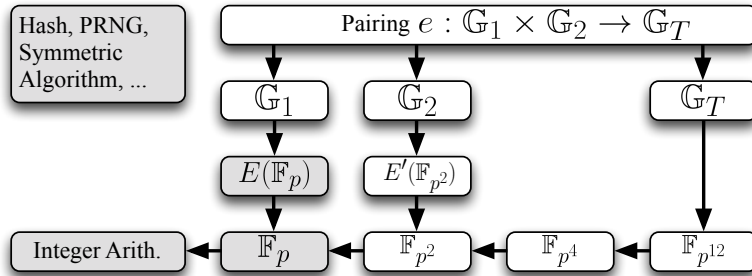 Hash, PRNG,
Symmetric
Algorithm, ...
Pairing e : 𝔾₁ × 𝔾₂ → 𝔾_T
𝔾₁
𝔾₂
𝔾_T
E(𝔽_p)
E′(𝔽_{p²})
Integer Arith.
𝔽_p
𝔽_{p²}
𝔽_{p⁴}
𝔽_{p¹²}